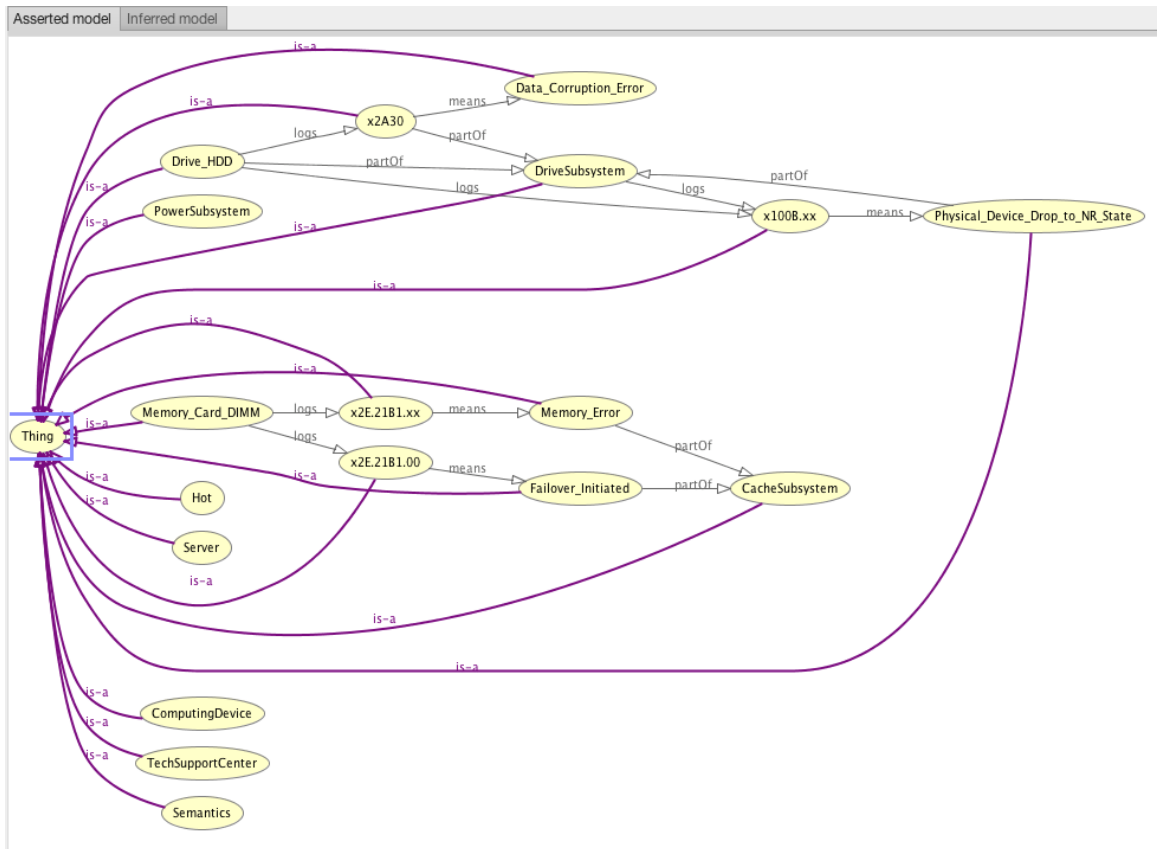 Asserted model Inferred model
is-a
Data_Corruption_Error
means
is-a
x2A30
logs
partOf
Drive_HDD
partOf
DriveSubsystem
partOf
is-a
logs
logs
PowerSubsystem
x100B.xx
means
Physical_Device_Drop_to_NR_State
is-a
is-a
is-a
is-a
is-a
Memory_Card_DIMM
logs
x2E.21B1.xx
means
Memory_Error
is-a
Thing
logs
partOf
x2E.21B1.00
means
is-a
Failover_Initiated
partOf
CacheSubsystem
is-a
Hot
is-a
Server
is-a
is-a
is-a
is-a
ComputingDevice
is-a
TechSupportCenter
is-a
Semantics